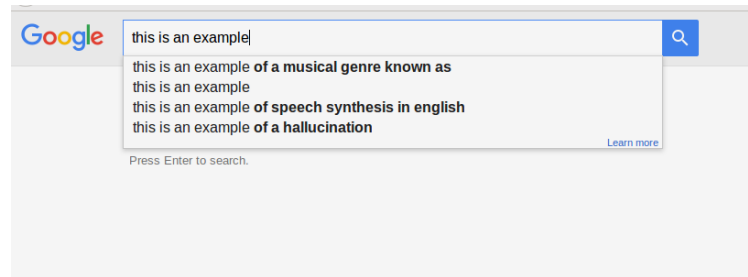 Google
this is an example
this is an example of a musical genre known as
this is an example
this is an example of speech synthesis in english
this is an example of a hallucination
Learn more
Press Enter to search.